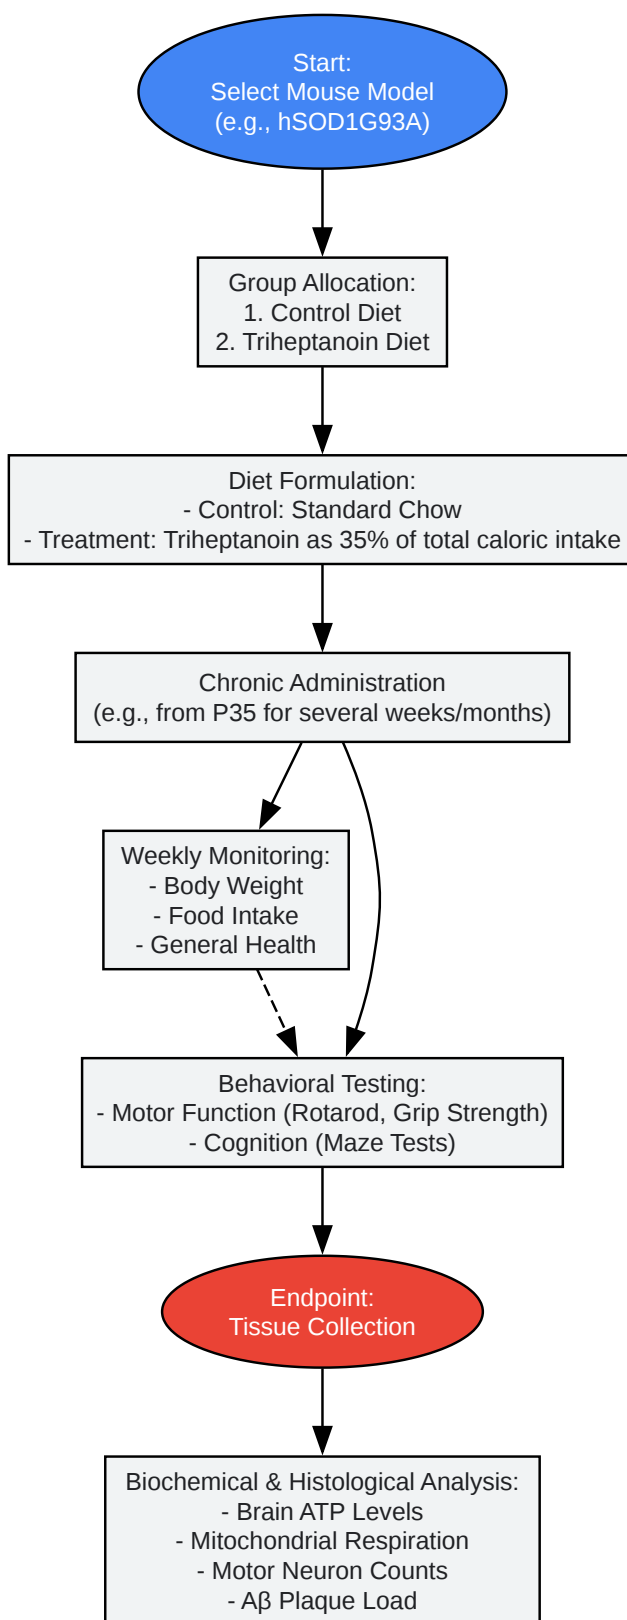 Start:
Select Mouse Model
(e.g., hSOD1G93A)
Group Allocation:
1. Control Diet
2. Triheptanoin Diet
Diet Formulation:
- Control: Standard Chow
- Treatment: Triheptanoin as 35% of total caloric intake
Chronic Administration
(e.g., from P35 for several weeks/months)
Weekly Monitoring:
- Body Weight
- Food Intake
- General Health
Behavioral Testing:
- Motor Function (Rotarod, Grip Strength)
- Cognition (Maze Tests)
Endpoint:
Tissue Collection
Biochemical & Histological Analysis:
- Brain ATP Levels
- Mitochondrial Respiration
- Motor Neuron Counts
- Aβ Plaque Load